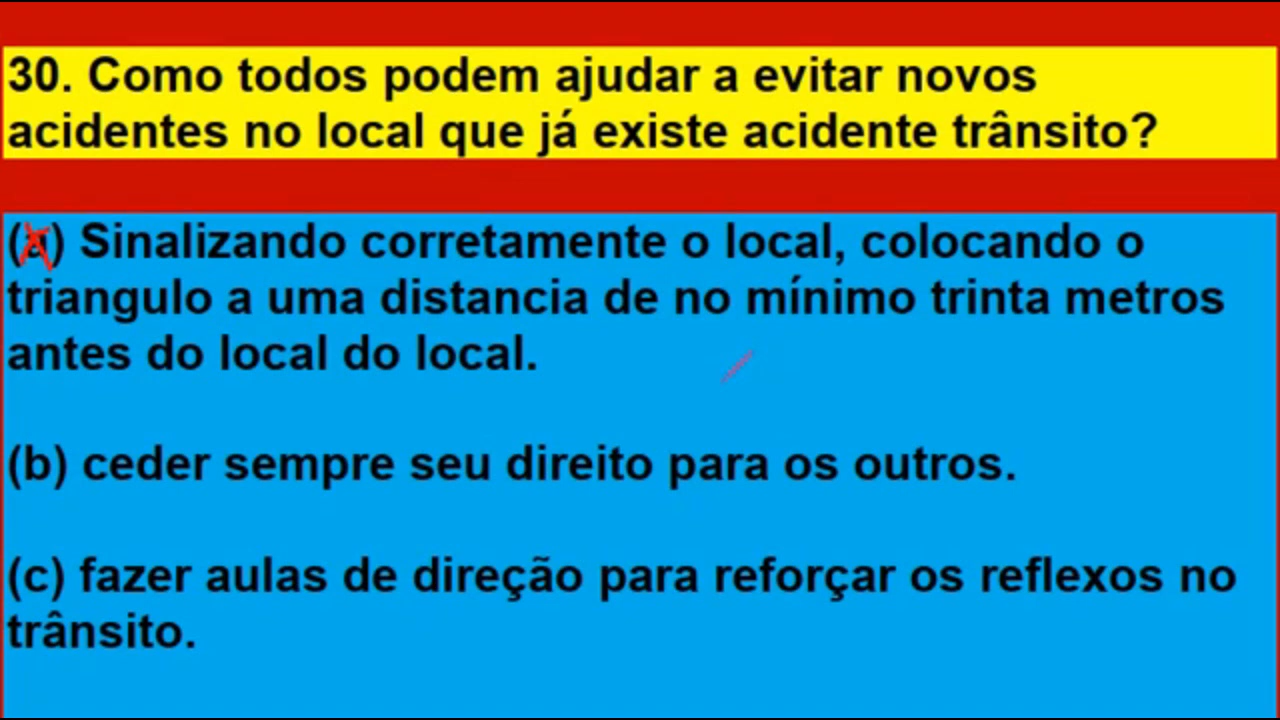 30. Como todos podem ajudar a evitar novos
acidentes no local que já existe acidente trânsito?
(a) Sinalizando corretamente o local, colocando o
triangulo a uma distancia de no mínimo trinta metros
antes do local do local.
(b) ceder sempre seu direito para os outros.
(c) fazer aulas de direção para reforçar os reflexos no
trânsito.